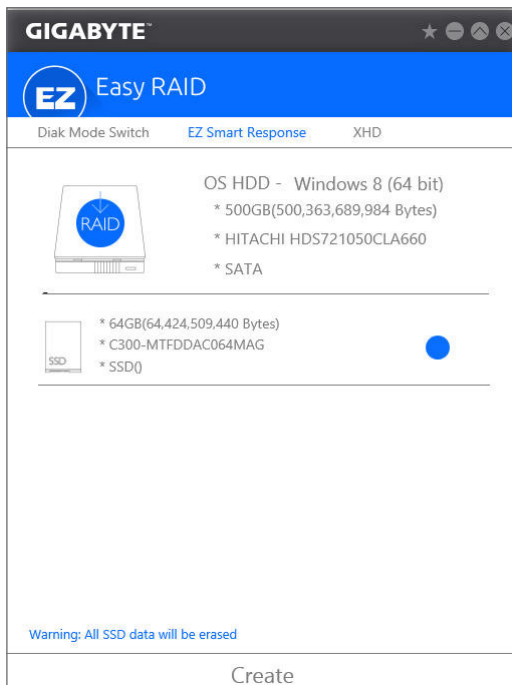 GIGABYTE™
EZ Easy RAID
Diak Mode Switch EZ Smart Response XHD
RAID
OS HDD - Windows 8 (64 bit)
* 500GB(500,363,689,984 Bytes)
* HITACHI HDS721050CLA660
* SATA
SSD
* 64GB(64,424,509,440 Bytes)
* C300-MTFDDAC064MAG
* SSD()
Warning: All SSD data will be erased
Create